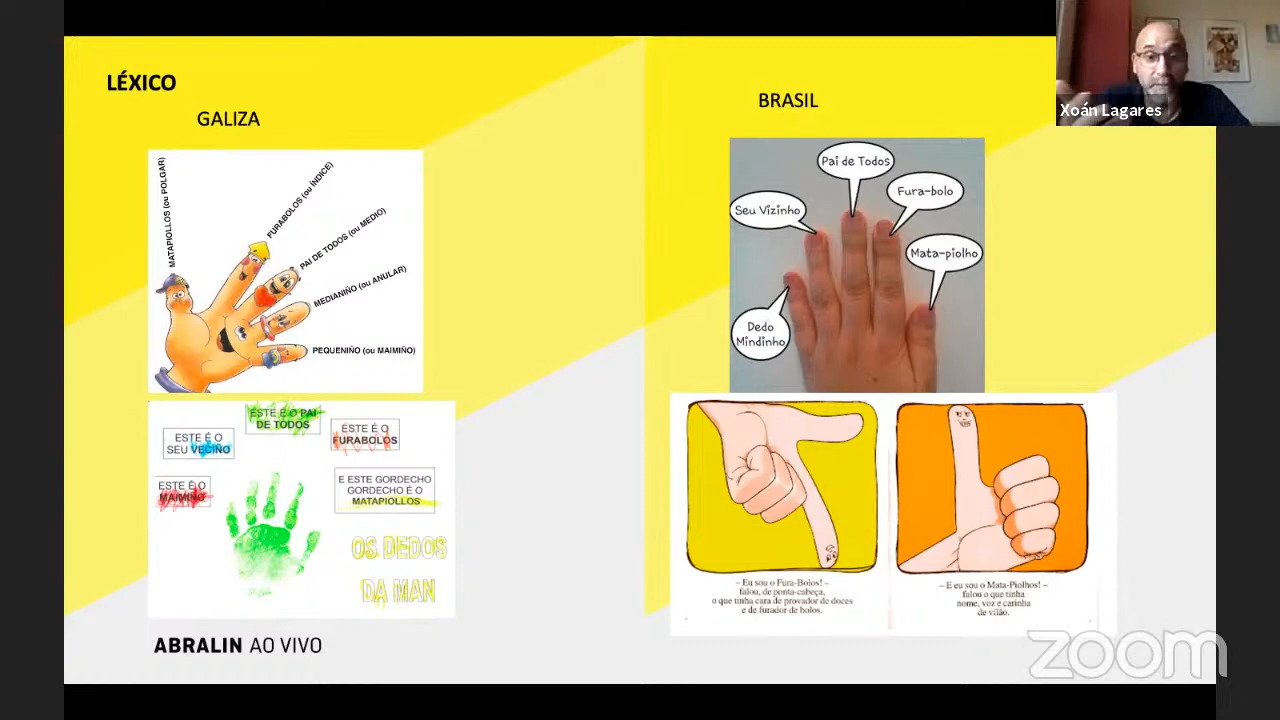 LÉXICO
GALIZA
MATAPIOLLOS (ou POLGAR)
FURABOLOS (ou ÍNDICE)
PAI DE TODOS (ou MEDIO)
MEDIANIÑO (ou ANULAR)
PEQUENIÑO (ou MAIMIÑO)
ESTE É O PAI
DE TODOS
ESTE É O
SEU VECIÑO
ESTE É O
FURABOLOS
ESTE É O
MAIMIÑO
E ESTE GORDECHO
GORDECHO É O
MATAPIOLLOS
OS DEDOS
DA MAN
ABRALIN AO VIVO
BRASIL
Pai de Todos
Fura-bolo
Seu Vizinho
Mata-piolho
Dedo
Mindinho
– Eu sou o Fura-Bolos! –
falou, de ponta-cabeça,
o que tinha cara de provador de doces
e de furador de bolos.
– E eu sou o Mata-Piolhos! –
falou o que tinha
nome, voz e carinha
de vilão.
Xoán Lagares
zoom